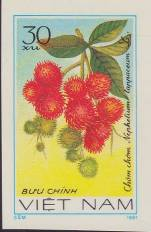 30
xu
Chôm chôm Nephelium lappaceum
BƯU CHÍNH
VIỆT NAM
1981